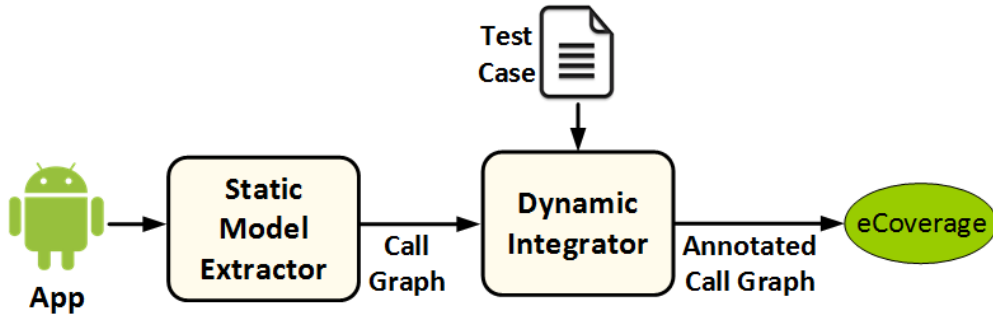 Test
Case
App
Static
Model
Extractor
Call
Graph
Dynamic
Integrator
Annotated
Call Graph
eCoverage